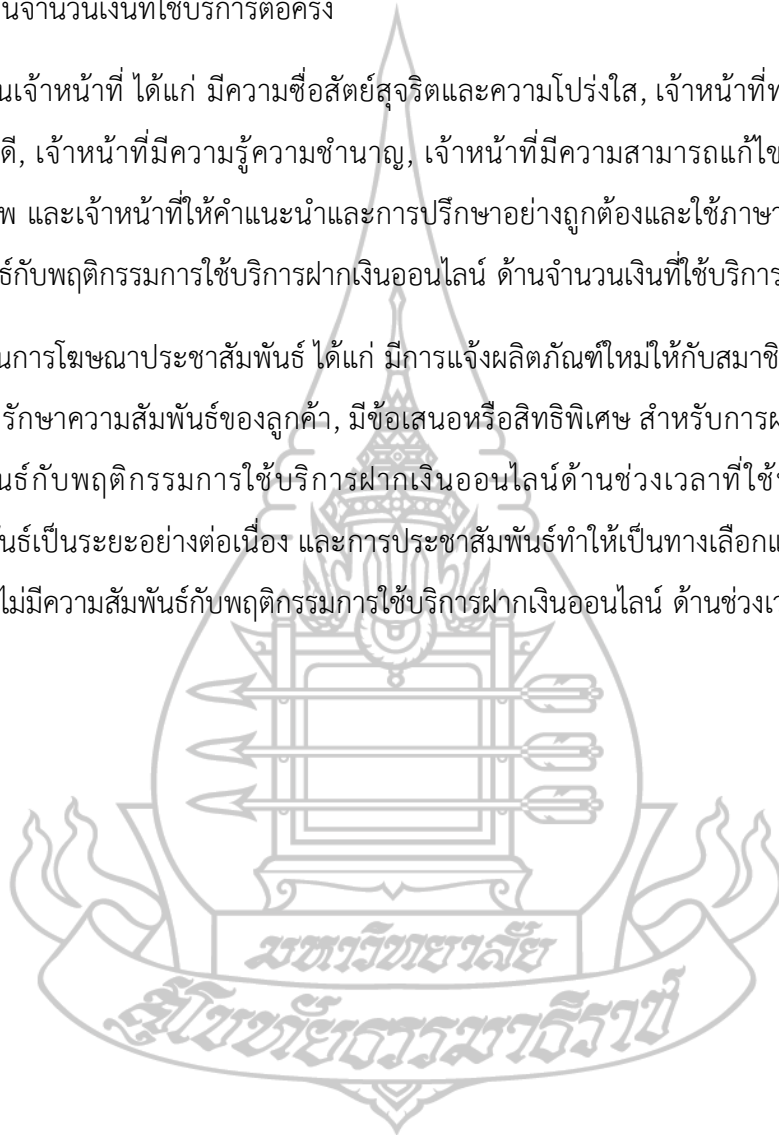 นจำนวนเงินที่ใช้บริการต่อครั้ง
นเจ้าหน้าที่ ได้แก่ มีความซื่อสัตย์สุจริตและความโปร่งใส, เจ้าหน้าที่
ดี, เจ้าหน้าที่มีความรู้ความชำนาญ, เจ้าหน้าที่มีความสามารถแก้ไข
พ และเจ้าหน้าที่ให้คำแนะนำและการปรึกษาอย่างถูกต้องและใช้ภาษา
ธ์กับพฤติกรรมการใช้บริการฝากเงินออนไลน์ ด้านจำนวนเงินที่ใช้บริการ
นการโฆษณาประชาสัมพันธ์ ได้แก่ มีการแจ้งผลิตภัณฑ์ใหม่ให้กับสมาชิ
รักษาความสัมพันธ์ของลูกค้า, มีข้อเสนอหรือสิทธิพิเศษ สำหรับการ
นธ์กับพฤติกรรมการใช้บริการฝากเงินออนไลน์ด้านช่วงเวลาที่ใช้
ันธ์เป็นระยะอย่างต่อเนื่อง และการประชาสัมพันธ์ทำให้เป็นทางเลือก
ไม่มีความสัมพันธ์กับพฤติกรรมการใช้บริการฝากเงินออนไลน์ ด้านช่วงเว
มหาวิทยาลัย
สุโขทัยธรรมาธิราช